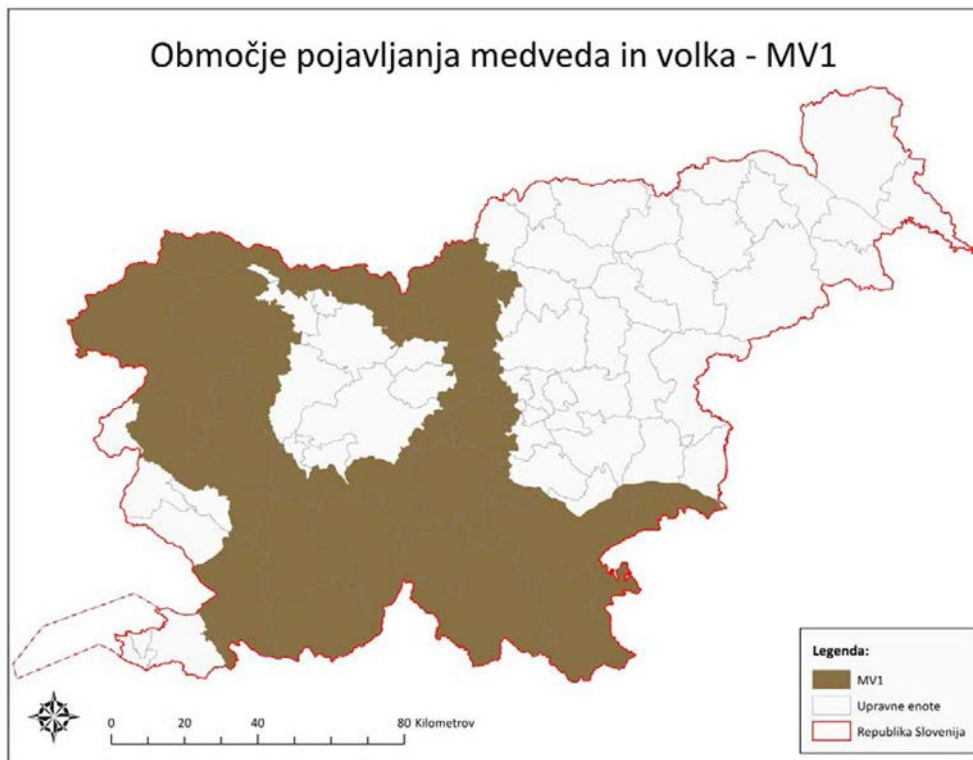 Območje pojavljanja medveda in volka - MV1
Legenda:
MV1
Upravne enote
Republika Slovenija
0 20 40 80 Kilometrov